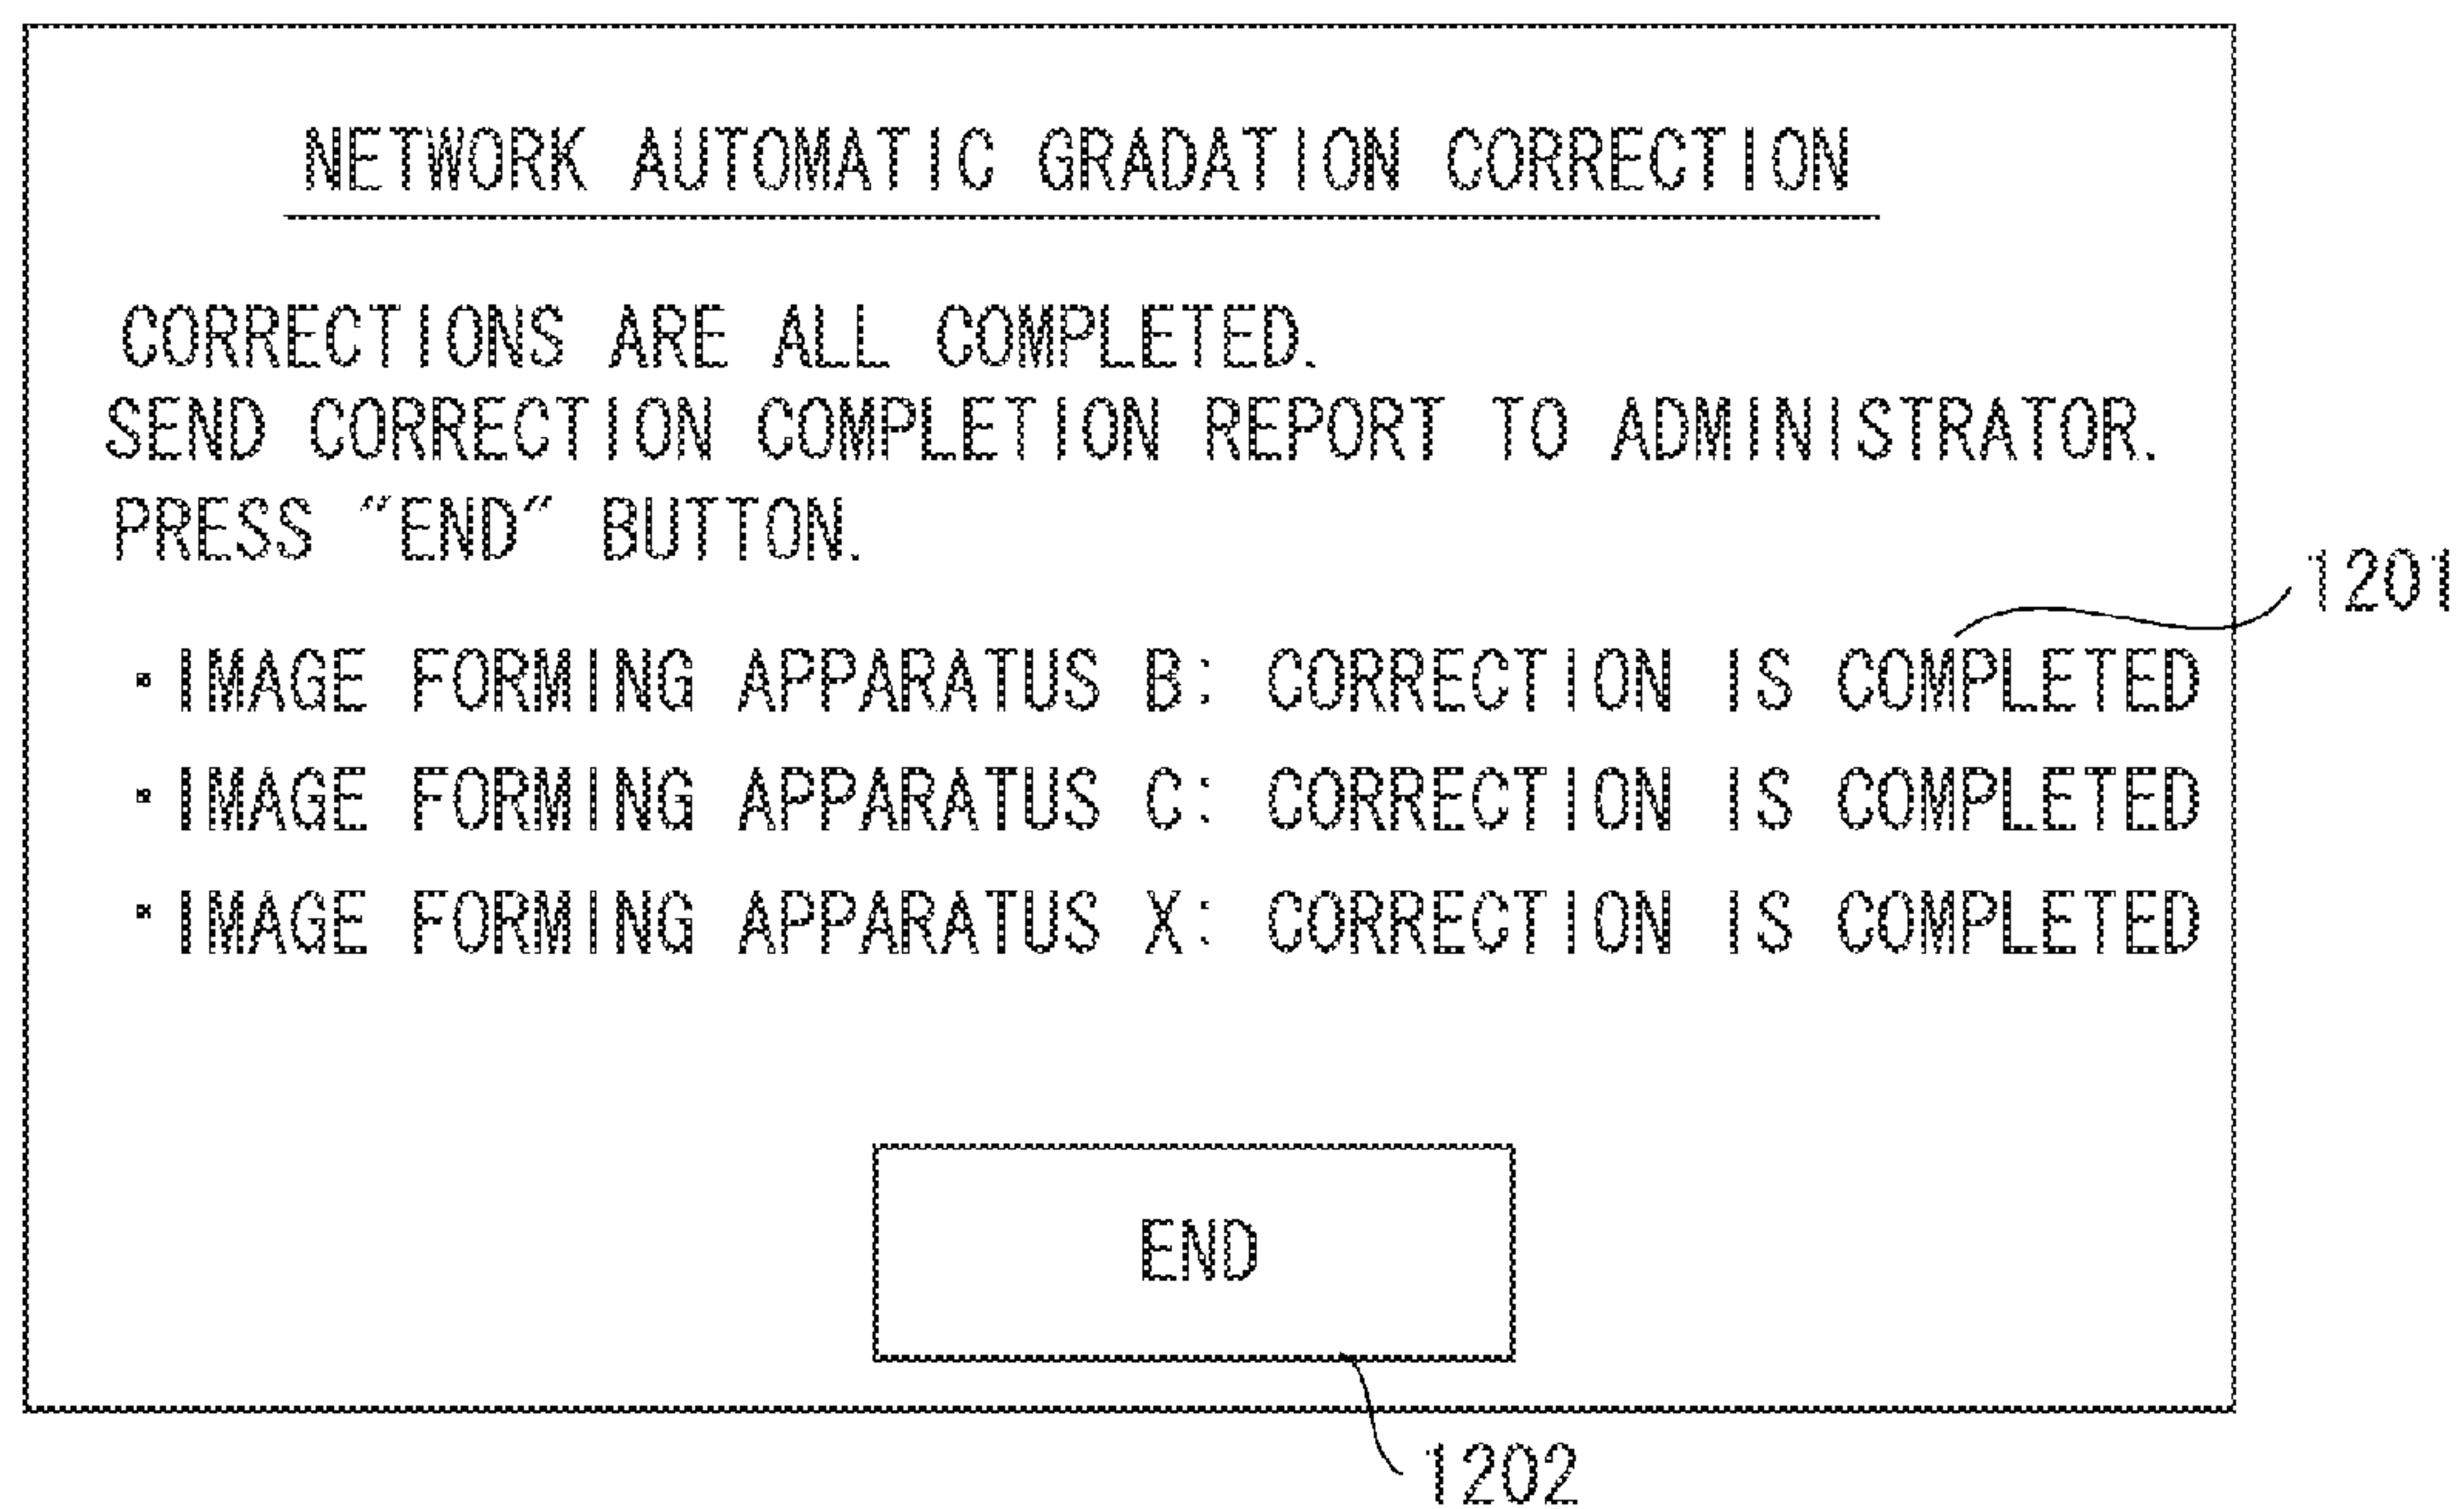 NETWORK AUTOMATIC GRADATION CORRECTION
CORRECTIONS ARE ALL COMPLETED.
SEND CORRECTION COMPLETION REPORT TO ADMINISTRATOR.
PRESS "END" BUTTON.
1201
▪IMAGE FORMING APPARATUS B: CORRECTION IS COMPLETED
▪IMAGE FORMING APPARATUS C: CORRECTION IS COMPLETED
▪IMAGE FORMING APPARATUS X: CORRECTION IS COMPLETED
END
1202